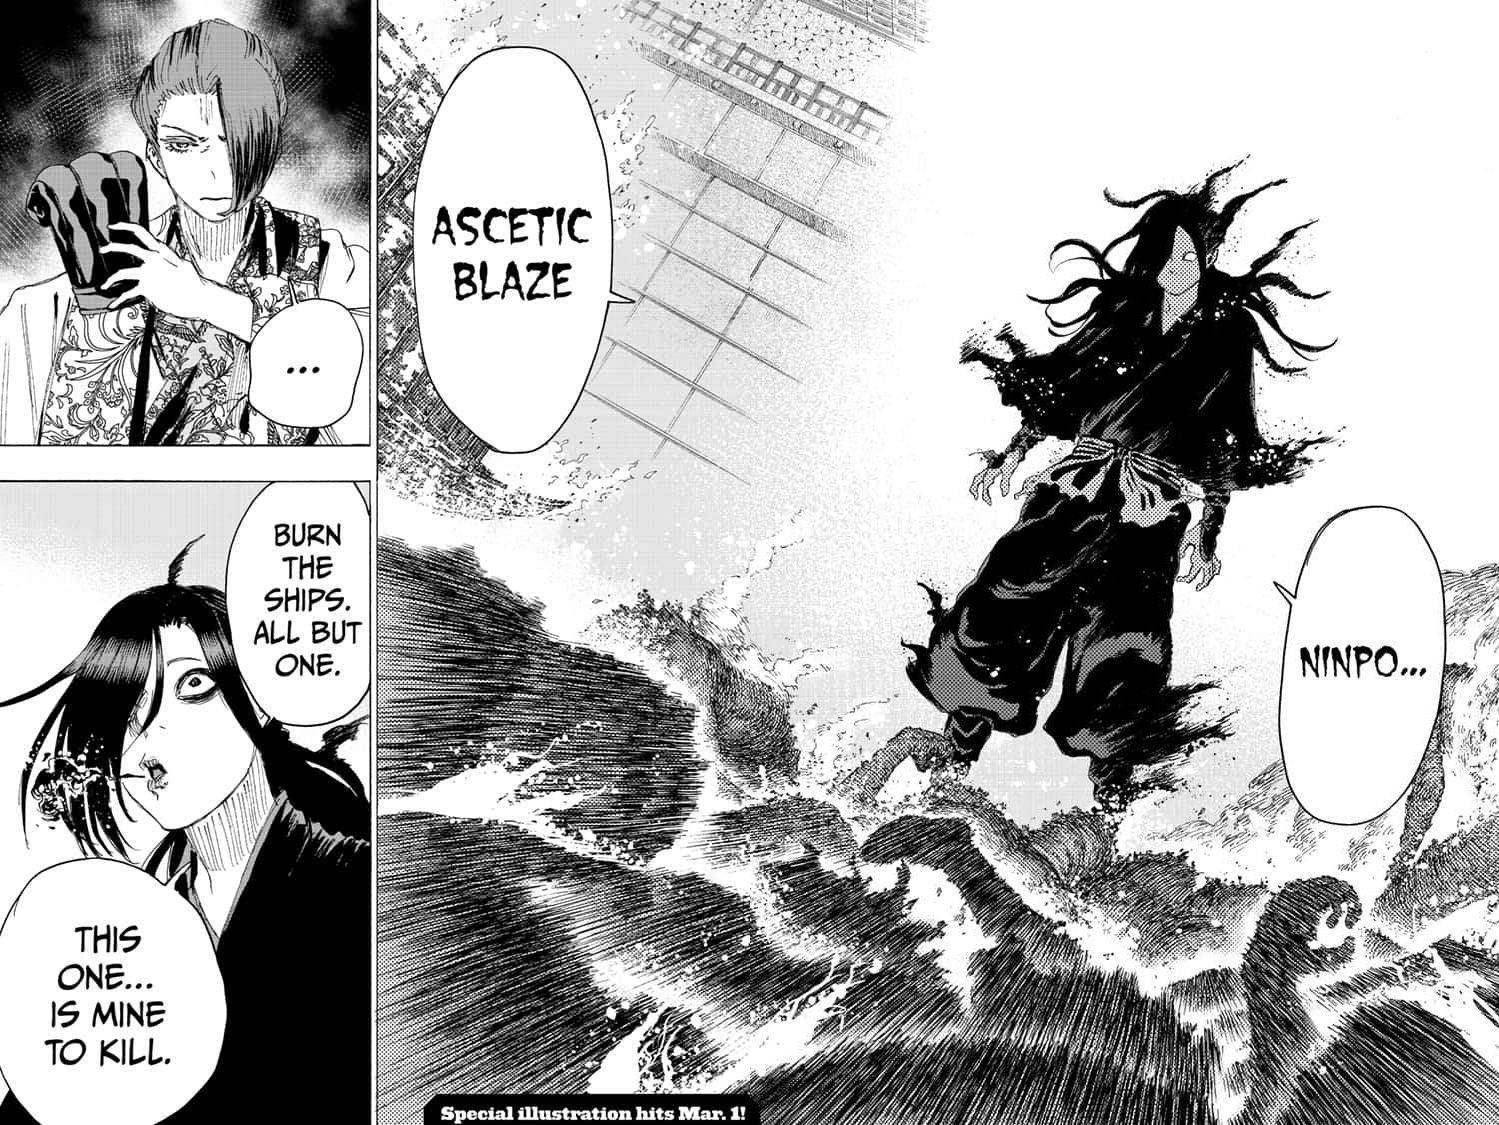 NINPO...
ASCETIC
BLAZE
...
BURN
THE
SHIPS.
ALL BUT
ONE.
THIS
ONE...
IS MINE
TO KILL.
Special illustration hits Mar. 1!